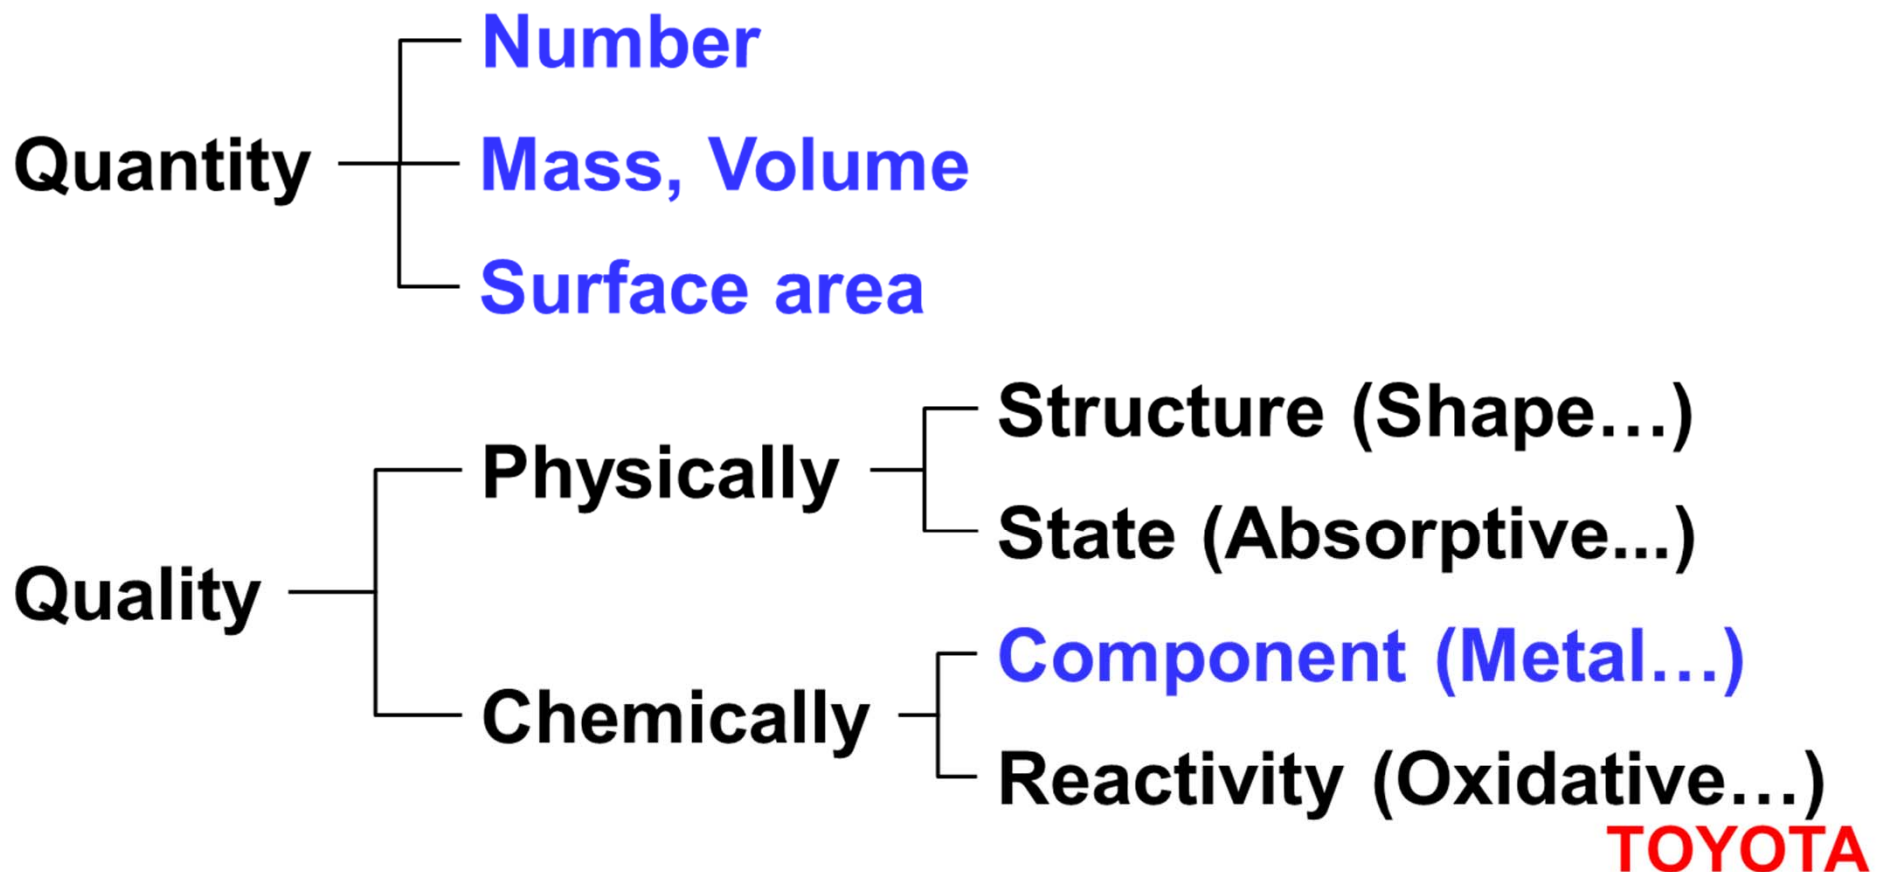 Number
Quantity
Mass, Volume
Surface area
Structure (Shape…)
Physically
State (Absorptive...)
Quality
Component (Metal…)
Chemically
Reactivity (Oxidative…)
TOYOTA